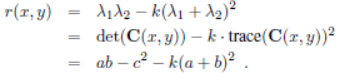 r(x, y) = λ₁λ₂ − k(λ₁ + λ₂)²
= det(C(x, y)) − k · trace(C(x, y))²
= ab − c² − k(a + b)² .